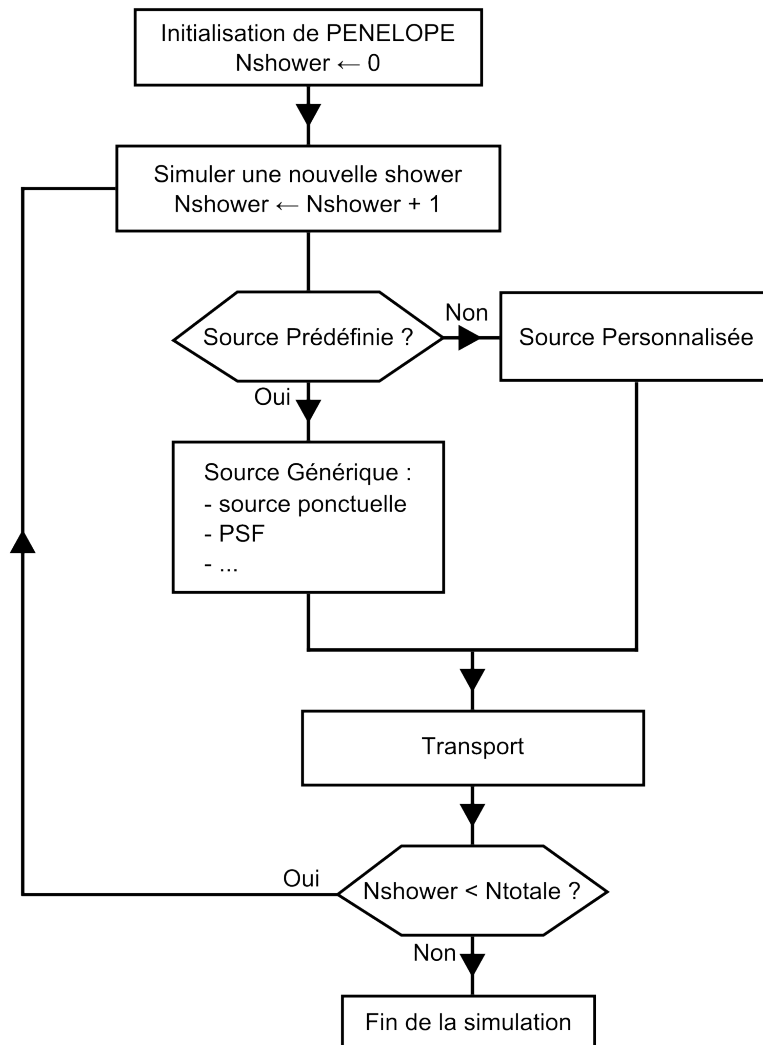 Initialisation de PENELOPE
Nshower ← 0
Simuler une nouvelle shower
Nshower ← Nshower + 1
Source Prédéfinie ?
Non
Source Personnalisée
Oui
Source Générique :
- source ponctuelle
- PSF
- ...
Transport
Oui
Nshower < Ntotale ?
Non
Fin de la simulation